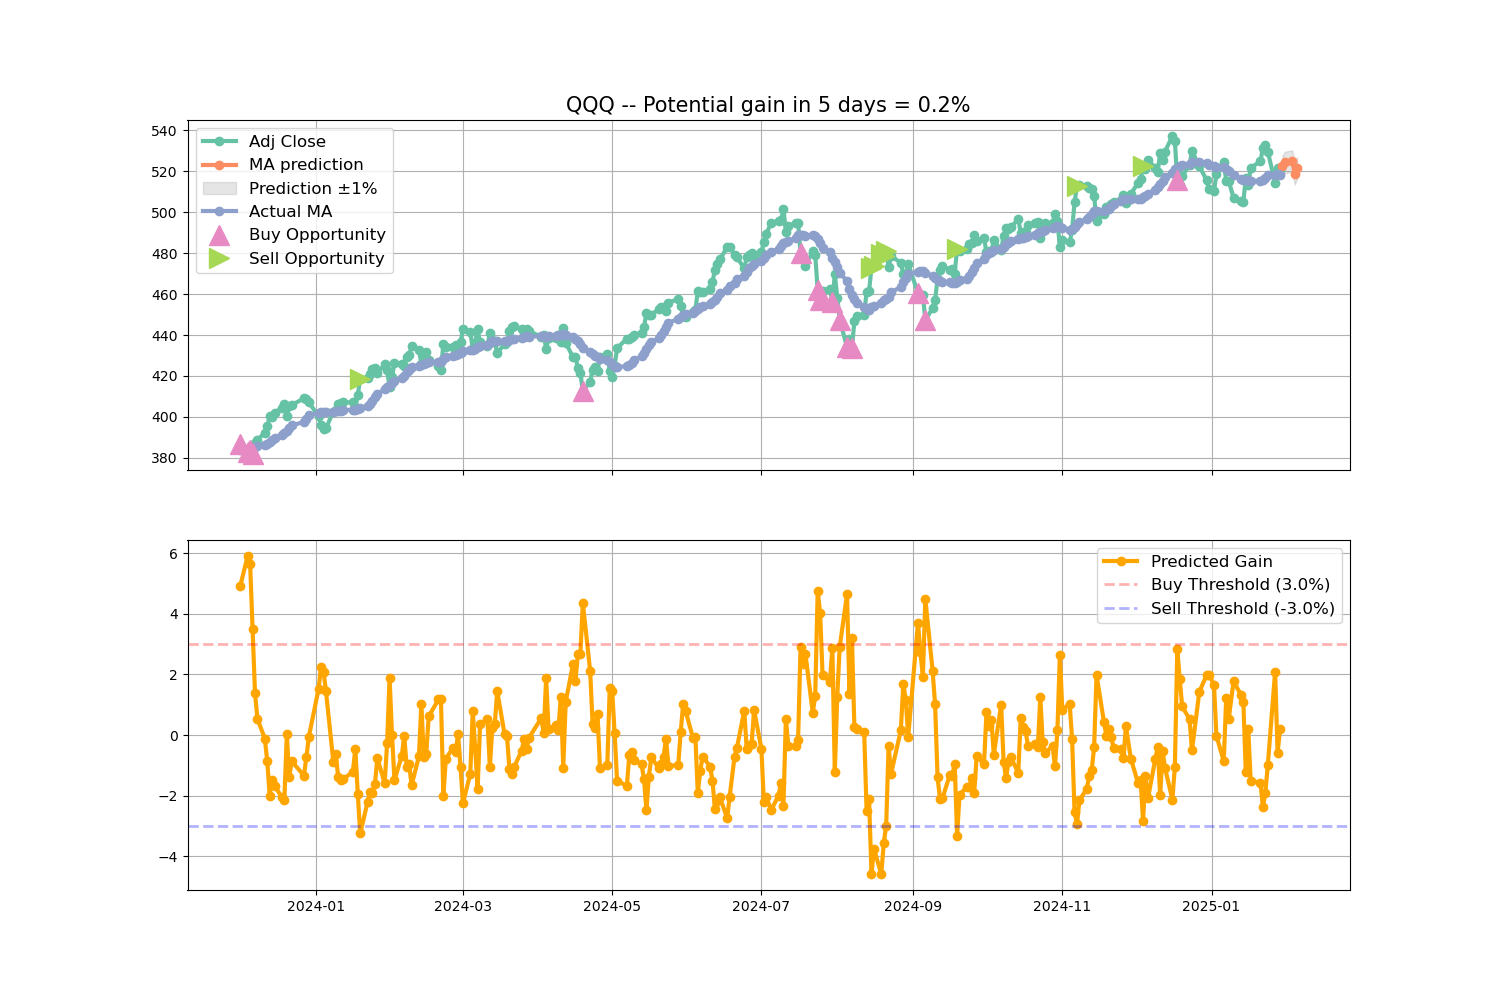 QQQ -- Potential gain in 5 days = 0.2%
540
520
500
480
460
440
420
400
380
Adj Close
MA prediction
Prediction ±1%
Actual MA
Buy Opportunity
Sell Opportunity
6
4
2
0
−2
−4
Predicted Gain
Buy Threshold (3.0%)
Sell Threshold (-3.0%)
2024-01 2024-03 2024-05 2024-07 2024-09 2024-11 2025-01